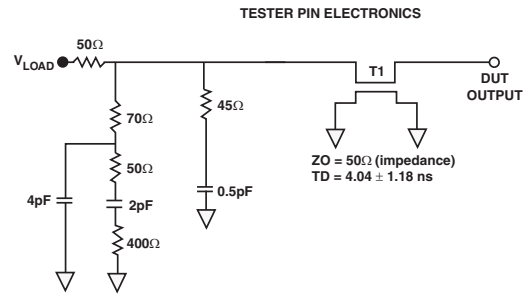 TESTER PIN ELECTRONICS
50Ω
VLOAD
T1
DUT
OUTPUT
70Ω
45Ω
50Ω
ZO = 50Ω (impedance)
TD = 4.04 ± 1.18 ns
4pF
2pF
0.5pF
400Ω